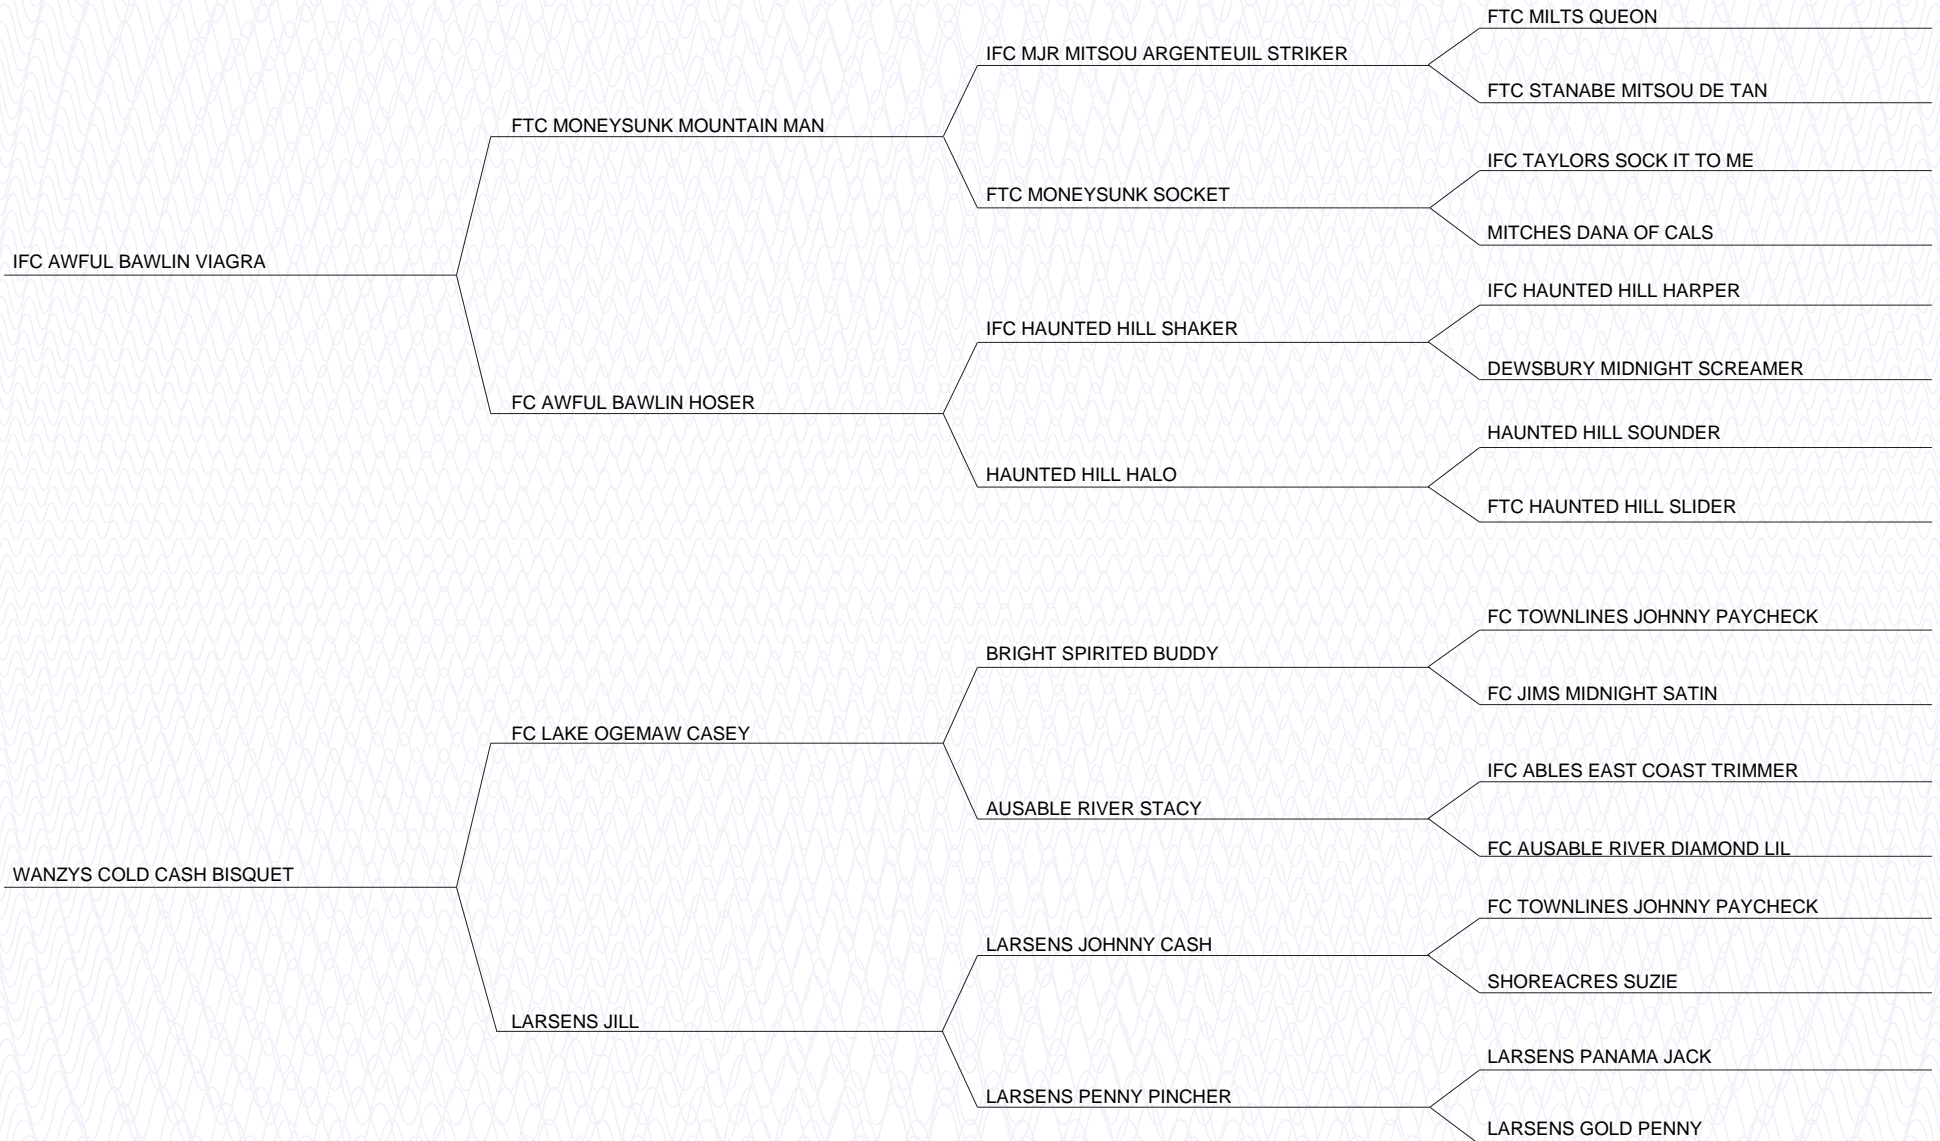 FTC MILTS QUEON
IFC MJR MITSOU ARGENTEUIL STRIKER
FTC STANABE MITSOU DE TAN
FTC MONEYSUNK MOUNTAIN MAN
IFC TAYLORS SOCK IT TO ME
FTC MONEYSUNK SOCKET
MITCHES DANA OF CALS
IFC AWFUL BAWLIN VIAGRA
IFC HAUNTED HILL HARPER
IFC HAUNTED HILL SHAKER
DEWSBURY MIDNIGHT SCREAMER
FC AWFUL BAWLIN HOSER
HAUNTED HILL SOUNDER
HAUNTED HILL HALO
FTC HAUNTED HILL SLIDER
FC TOWNLINES JOHNNY PAYCHECK
BRIGHT SPIRITED BUDDY
FC JIMS MIDNIGHT SATIN
FC LAKE OGEMAW CASEY
IFC ABLES EAST COAST TRIMMER
AUSABLE RIVER STACY
FC AUSABLE RIVER DIAMOND LIL
WANZYS COLD CASH BISQUET
FC TOWNLINES JOHNNY PAYCHECK
LARSENS JOHNNY CASH
SHOREACRES SUZIE
LARSENS JILL
LARSENS PANAMA JACK
LARSENS PENNY PINCHER
LARSENS GOLD PENNY